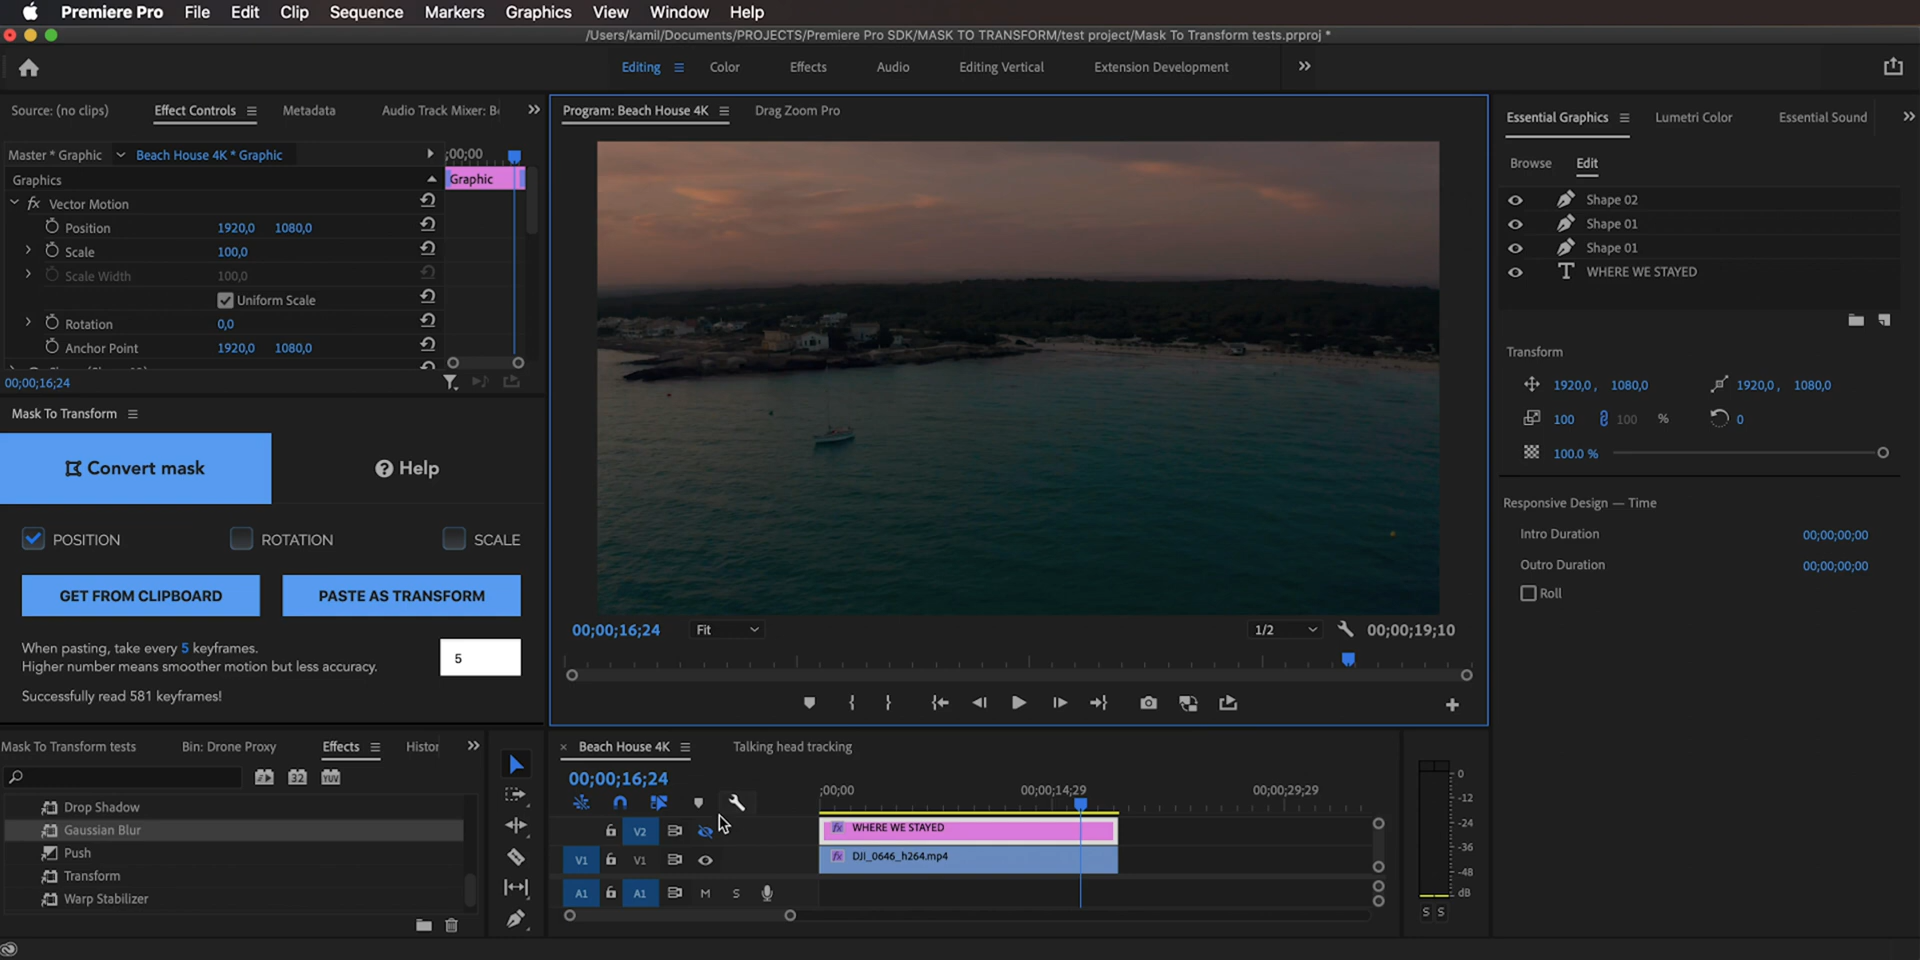 Premiere Pro File Edit Clip Sequence Markers Graphics View Window Help
/Users/kamil/Documents/PROJECTS/Premiere Pro SDK/MASK TO TRANSFORM/test project/Mask To Transform tests.prproj *
Editing Color Effects Audio Editing Vertical Extension Development
Source: (no clips) Effect Controls Metadata Audio Track Mixer:
Master * Graphic Beach House 4K * Graphic
;00;00
Graphics
Graphic
fx Vector Motion
Position 1920,0 1080,0
Scale 100,0
Scale Width 100,0
Uniform Scale
Rotation 0,0
Anchor Point 1920,0 1080,0
00;00;16;24
Mask To Transform
Convert mask
Help
POSITION ROTATION SCALE
GET FROM CLIPBOARD PASTE AS TRANSFORM
When pasting, take every 5 keyframes.
Higher number means smoother motion but less accuracy.
5
Successfully read 581 keyframes!
Program: Beach House 4K Drag Zoom Pro
00;00;16;24 Fit 1/2 00;00;19;10
Essential Graphics Lumetri Color Essential Sound
Browse Edit
Shape 02
Shape 01
Shape 01
T WHERE WE STAYED
Transform
1920,0 , 1080,0 1920,0 , 1080,0
100 100 % 0
100.0 %
Responsive Design — Time
Intro Duration 00;00;00;00
Outro Duration 00;00;00;00
Roll
Mask To Transform tests Bin: Drone Proxy Effects Histor
32 YUV
Drop Shadow
Gaussian Blur
Push
Transform
Warp Stabilizer
× Beach House 4K Talking head tracking
00;00;16;24
;00;00 00;00;14;29 00;00;29;29
V2 fx WHERE WE STAYED
V1 V1 fx DJI_0646_h264.mp4
A1 A1 M S
0
-12
-24
-36
-48
dB
S S